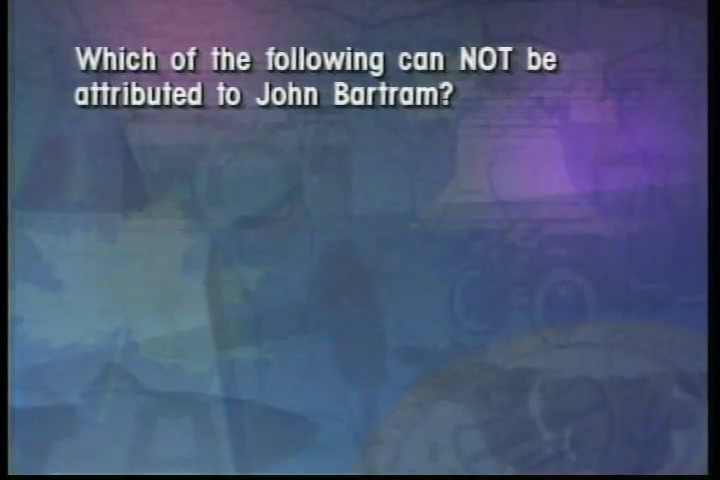 Which of the following can NOT be
attributed to John Bartram?